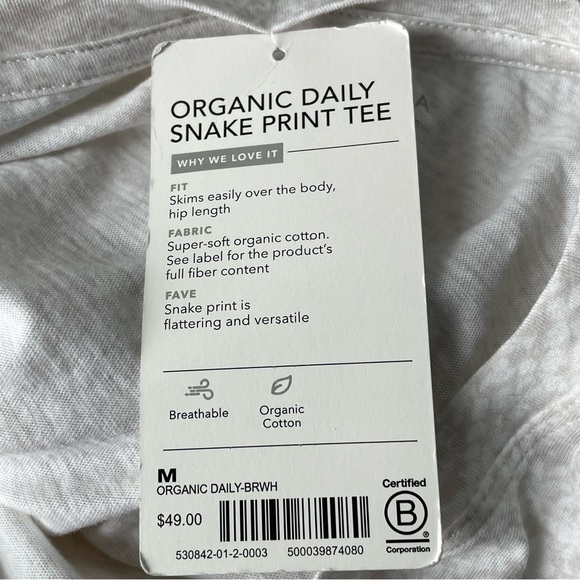 ORGANIC DAILY
SNAKE PRINT TEE
WHY WE LOVE IT
FIT
Skims easily over the body,
hip length
FABRIC
Super-soft organic cotton.
See label for the product's
full fiber content
FAVE
Snake print is
flattering and versatile
Breathable
Organic
Cotton
M
ORGANIC DAILY-BRWH
$49.00
530842-01-2-0003 500039874080
Certified
B
®
Corporation